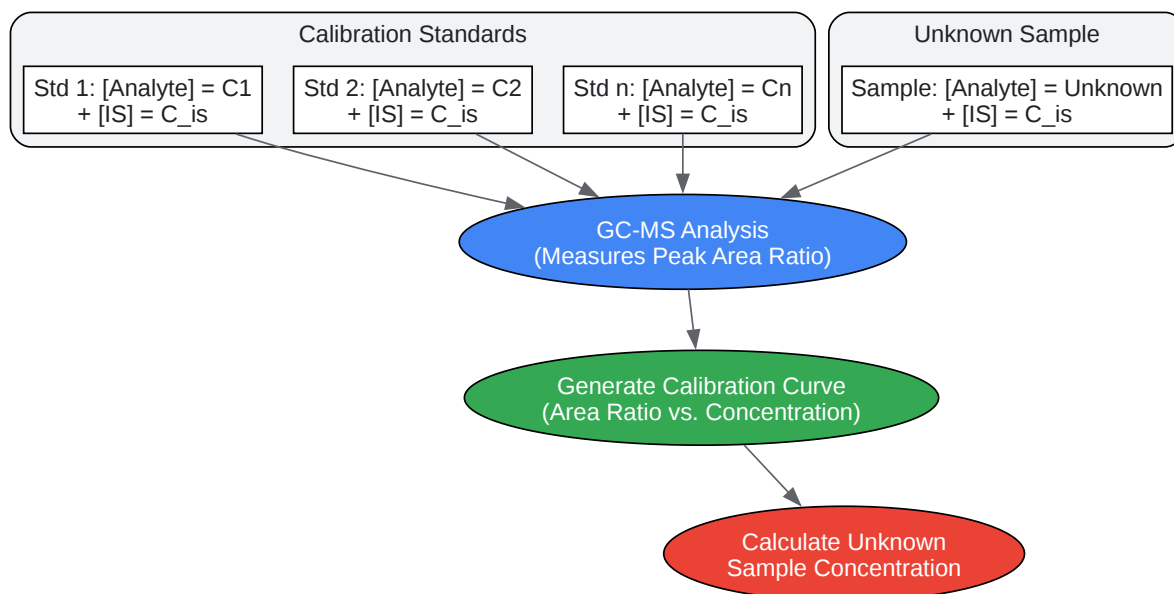 Calibration Standards
Unknown Sample
Std 1: [Analyte] = C1
+ [IS] = C_is
Std 2: [Analyte] = C2
+ [IS] = C_is
Std n: [Analyte] = Cn
+ [IS] = C_is
Sample: [Analyte] = Unknown
+ [IS] = C_is
GC-MS Analysis
(Measures Peak Area Ratio)
Generate Calibration Curve
(Area Ratio vs. Concentration)
Calculate Unknown
Sample Concentration